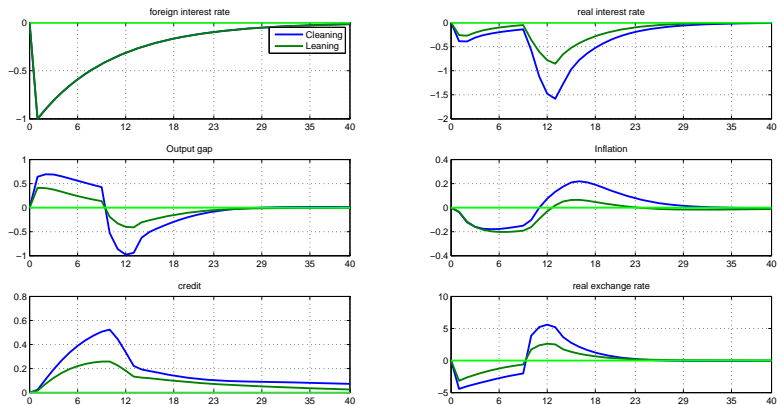 foreign interest rate
0
−0.5
−1
0 6 12 18 23 29 35 40
Cleaning
Leaning
real interest rate
0
−0.5
−1
−1.5
−2
0 6 12 18 23 29 35 40
Output gap
1
0.5
0
−0.5
−1
0 6 12 18 23 29 35 40
Inflation
0.4
0.2
0
−0.2
−0.4
0 6 12 18 23 29 35 40
credit
0.8
0.6
0.4
0.2
0
0 6 12 18 23 29 35 40
real exchange rate
10
5
0
−5
0 6 12 18 23 29 35 40